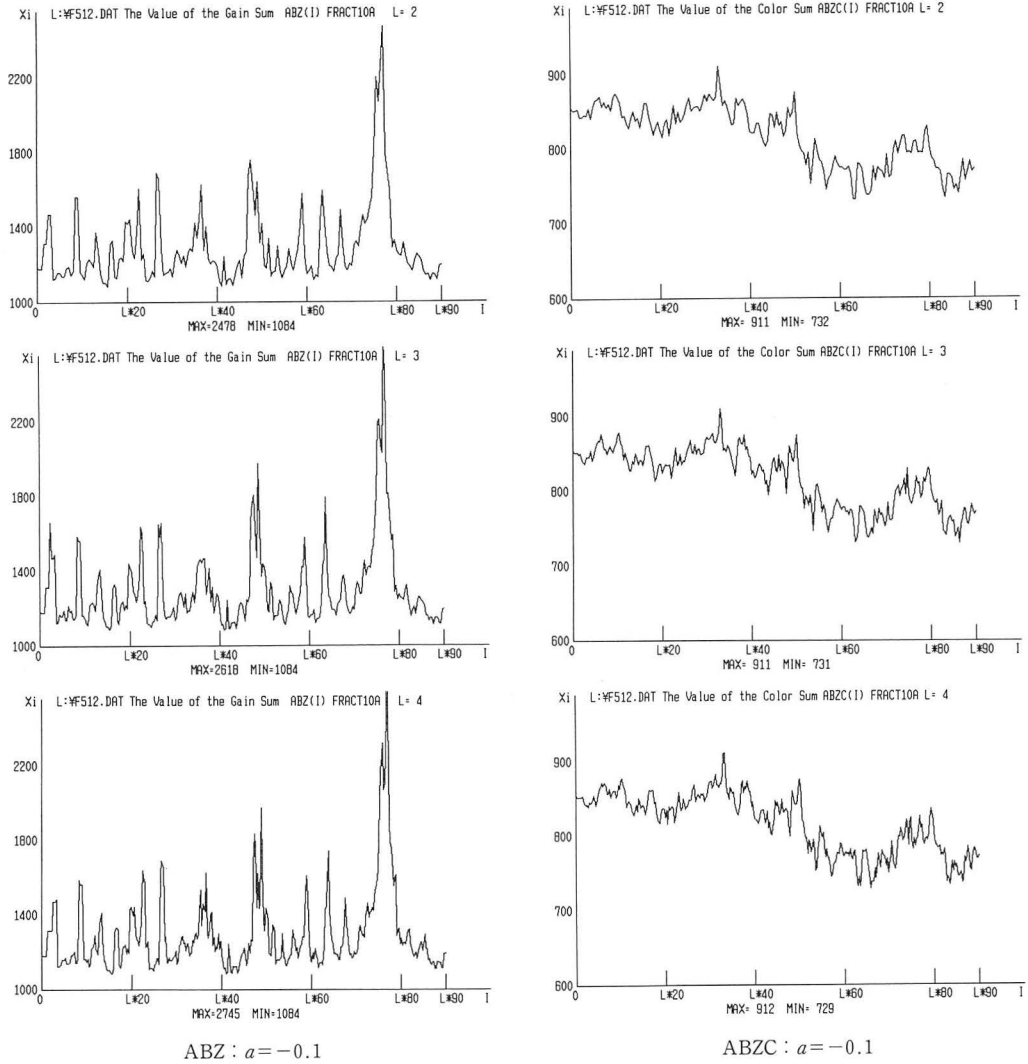 Xi L:¥F512.DAT The Value of the Gain Sum ABZ(I) FRACT10A L= 2
2200
1800
1400
1000
0 L*20 L*40 L*60 L*80 L*90 I
MAX=2478 MIN=1084
Xi L:¥F512.DAT The Value of the Color Sum ABZC(I) FRACT10A L= 2
900
800
700
600
0 L*20 L*40 L*60 L*80 L*90 I
MAX= 911 MIN= 732
Xi L:¥F512.DAT The Value of the Gain Sum ABZ(I) FRACT10A L= 3
2200
1800
1400
1000
0 L*20 L*40 L*60 L*80 L*90 I
MAX=2618 MIN=1084
Xi L:¥F512.DAT The Value of the Color Sum ABZC(I) FRACT10A L= 3
900
800
700
600
0 L*20 L*40 L*60 L*80 L*90 I
MAX= 911 MIN= 731
Xi L:¥F512.DAT The Value of the Gain Sum ABZ(I) FRACT10A L= 4
2200
1800
1400
1000
0 L*20 L*40 L*60 L*80 L*90 I
MAX=2745 MIN=1084
ABZ：a=−0.1
Xi L:¥F512.DAT The Value of the Color Sum ABZC(I) FRACT10A L= 4
900
800
700
600
0 L*20 L*40 L*60 L*80 L*90 I
MAX= 912 MIN= 729
ABZC：a=−0.1